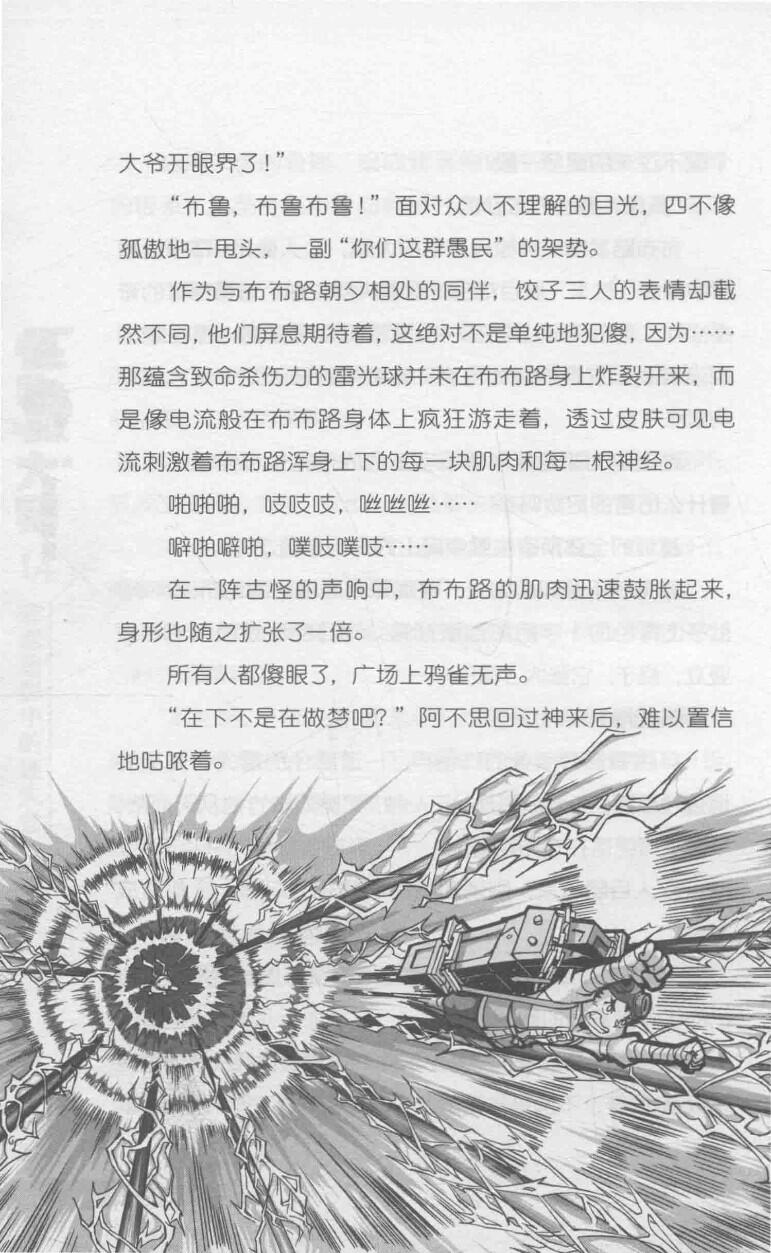 大爷开眼界了！”
“布鲁，布鲁布鲁！”面对众人不理解的目光，四不像
孤傲地一甩头，一副“你们这群愚民”的架势。
作为与布布路朝夕相处的同伴，饺子三人的表情却截
然不同，他们屏息期待着，这绝对不是单纯地犯傻，因为……
那蕴含致命杀伤力的雷光球并未在布布路身上炸裂开来，而
是像电流般在布布路身体上疯狂游走着，透过皮肤可见电
流刺激着布布路浑身上下的每一块肌肉和每一根神经。
啪啪啪，吱吱吱，咝咝咝……
噼啪噼啪，噗吱噗吱……
在一阵古怪的声响中，布布路的肌肉迅速鼓胀起来，
身形也随之扩张了一倍。
所有人都傻眼了，广场上鸦雀无声。
“在下不是在做梦吧？”阿不思回过神来后，难以置信
地咕哝着。